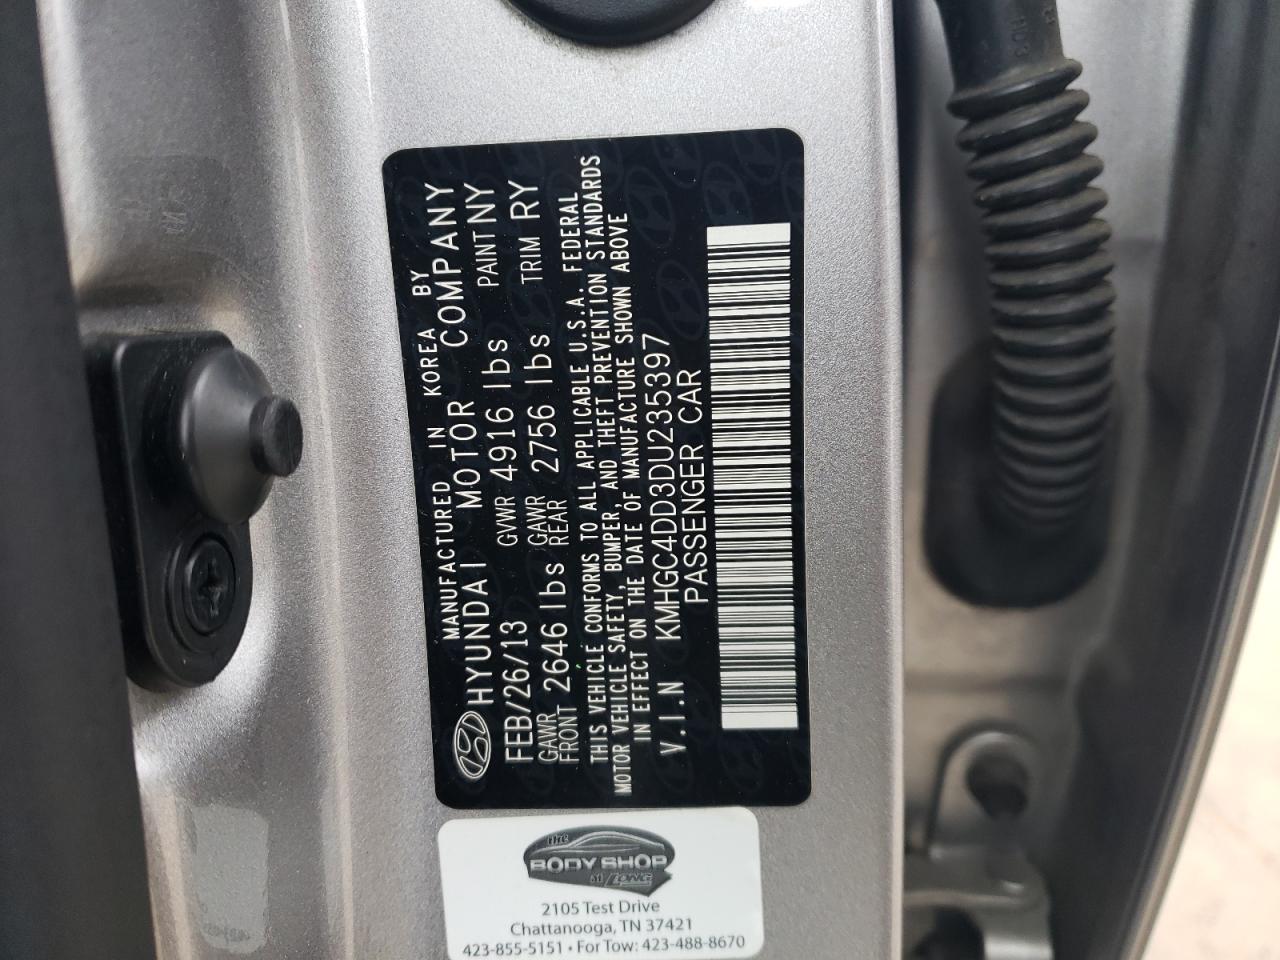 MANUFACTURED IN KOREA BY
HYUNDAI MOTOR COMPANY
FEB/26/13 GVWR 4916 lbs PAINT NY
GAWR FRONT 2646 lbs GAWR REAR 2756 lbs TRIM RY
THIS VEHICLE CONFORMS TO ALL APPLICABLE U.S.A. FEDERAL
MOTOR VEHICLE SAFETY, BUMPER, AND THEFT PREVENTION STANDARDS
IN EFFECT ON THE DATE OF MANUFACTURE SHOWN ABOVE
V.I.N KMHGC4DD3DU235397
PASSENGER CAR
the
BODY SHOP
at LONG
2105 Test Drive
Chattanooga, TN 37421
423-855-5151 • For Tow: 423-488-8670